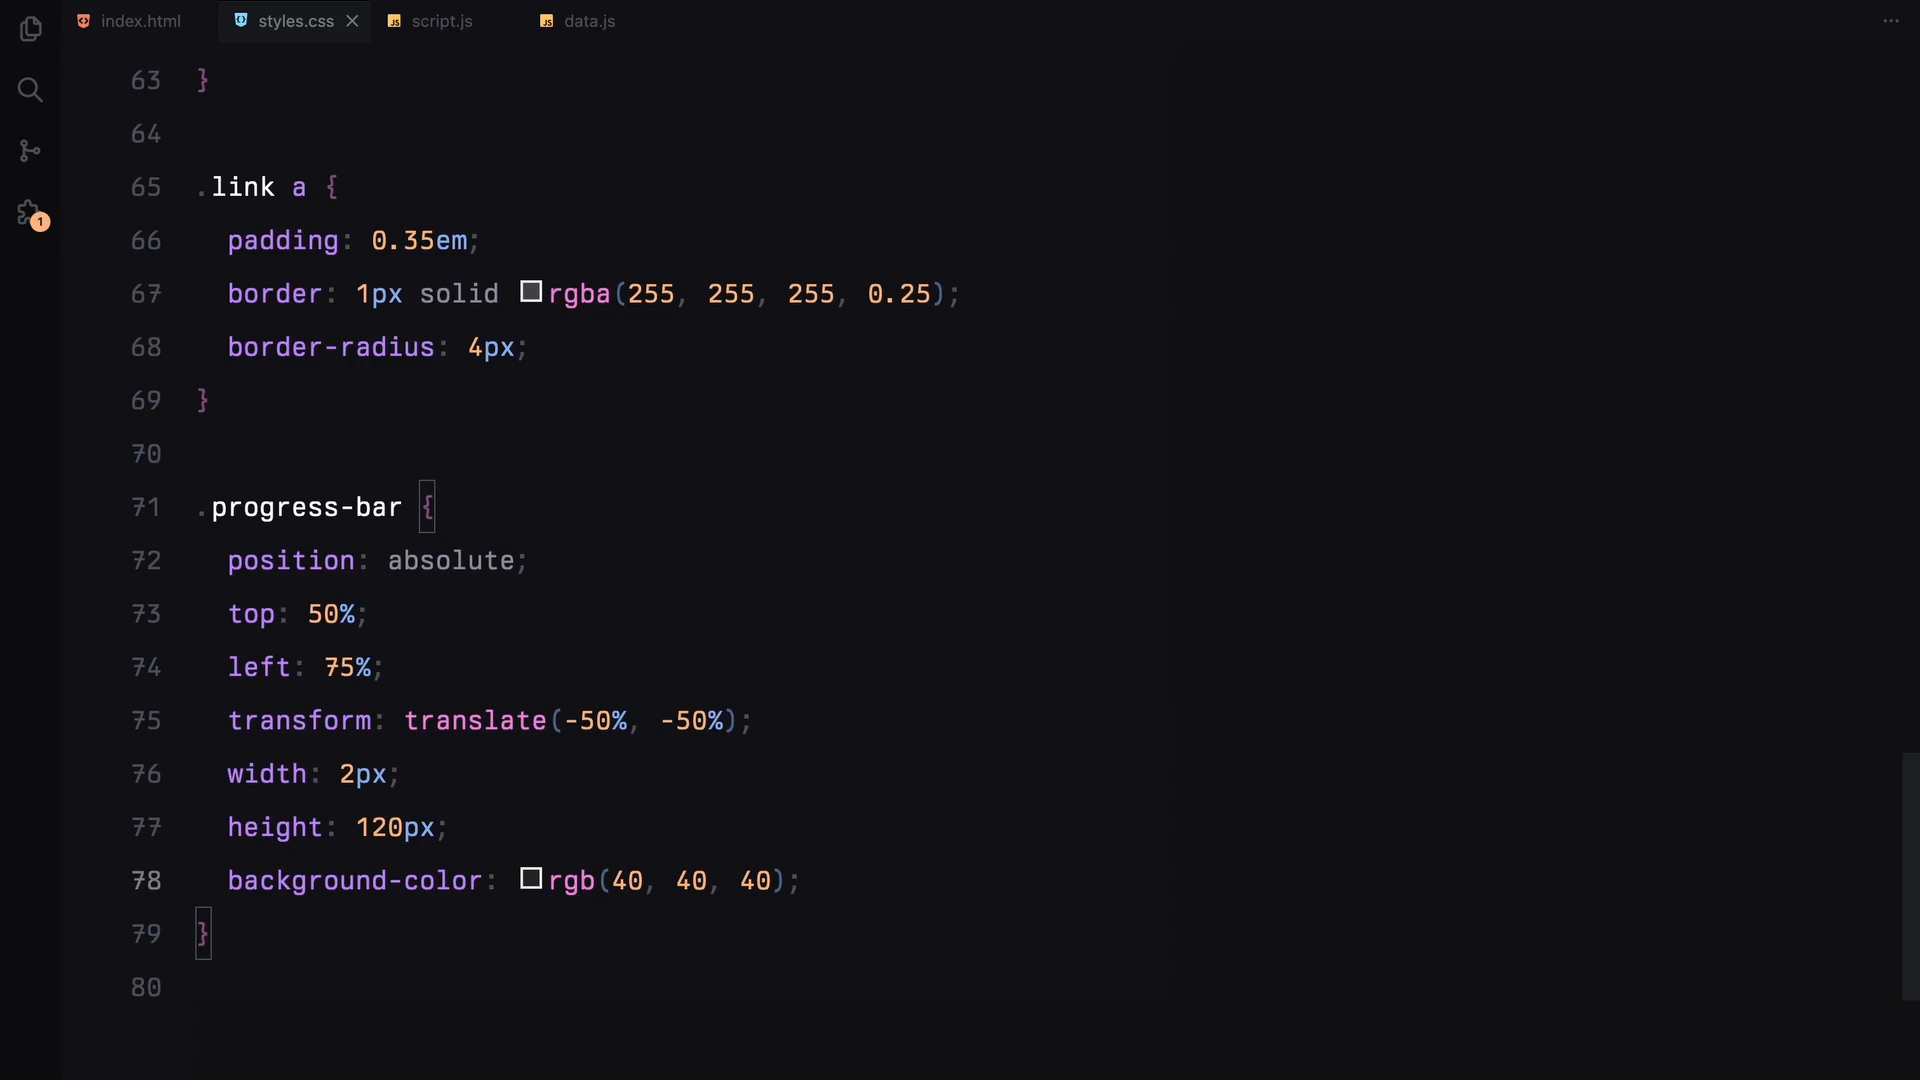 index.html styles.css script.js data.js
63 }
64
65 .link a {
66 padding: 0.35em;
67 border: 1px solid rgba(255, 255, 255, 0.25);
68 border-radius: 4px;
69 }
70
71 .progress-bar {
72 position: absolute;
73 top: 50%;
74 left: 75%;
75 transform: translate(-50%, -50%);
76 width: 2px;
77 height: 120px;
78 background-color: rgb(40, 40, 40);
79 }
80
1